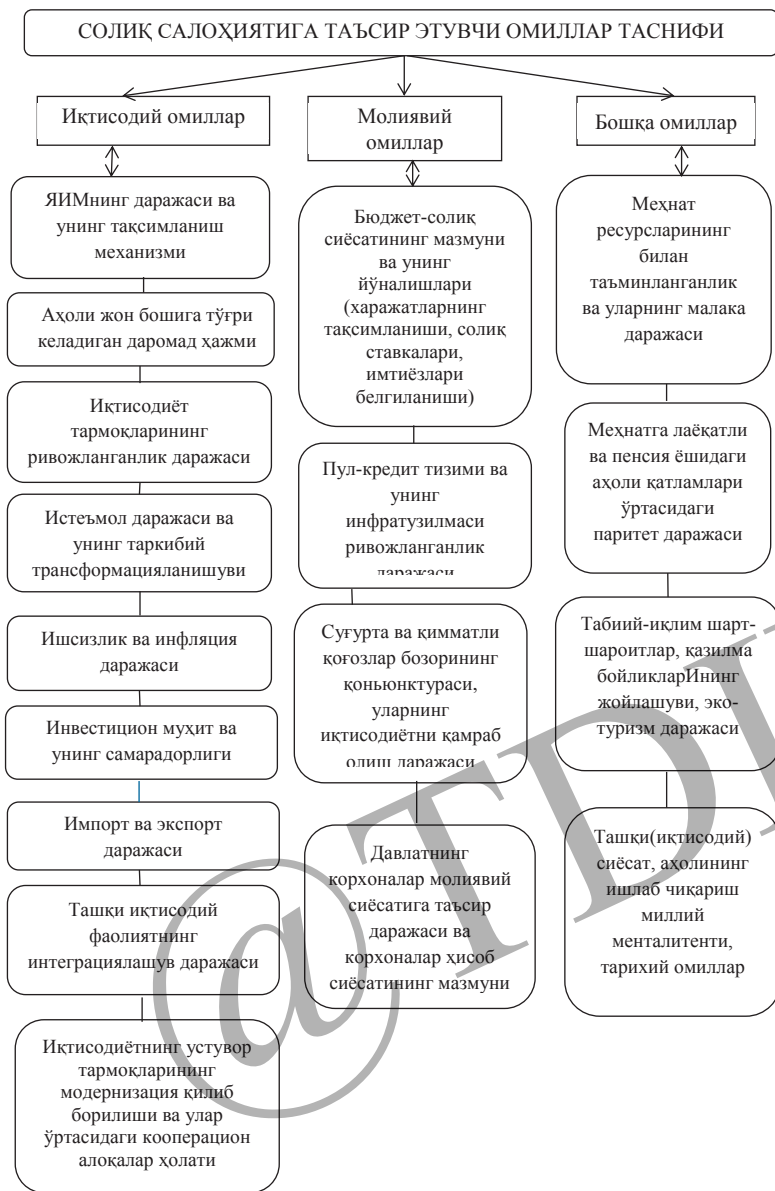 СОЛИҚ САЛОҲИЯТИГА ТАЪСИР ЭТУВЧИ ОМИЛЛАР ТАСНИФИ
Иқтисодий омиллар
ЯИМнинг даражаси ва
унинг тақсимланиш
механизми
Аҳоли жон бошига тўғри
келадиган даромад ҳажми
Иқтисодиёт
тармоқларининг
ривожланганлик даражаси
Истеъмол даражаси ва
унинг таркибий
трансформацияланишуви
Ишсизлик ва инфляция
даражаси
Инвестицион муҳит ва
унинг самарадорлиги
Импорт ва экспорт
даражаси
Ташқи иқтисодий
фаолиятнинг
интеграциялашув даражаси
Иқтисодиётнинг устувор
тармоқларининг
модернизация қилиб
борилиши ва улар
ўртасидаги кооперацион
алоқалар ҳолати
Молиявий
омиллар
Бюджет-солиқ
сиёсатининг мазмуни
ва унинг
йўналишлари
(харажатларнинг
тақсимланиши, солиқ
ставкалари,
имтиёзлари
белгиланиши)
Пул-кредит тизими ва
унинг
инфратузилмаси
ривожланганлик
даражаси
Суғурта ва қимматли
қоғозлар бозорининг
қоньюнктураси,
уларнинг
иқтисодиётни қамраб
олиш даражаси
Давлатнинг
корхоналар молиявий
сиёсатига таъсир
даражаси ва
корхоналар ҳисоб
сиёсатининг мазмуни
Бошқа омиллар
Меҳнат
ресурсларининг
билан
таъминланганлик
ва уларнинг малака
даражаси
Меҳнатга лаёқатли
ва пенсия ёшидаги
аҳоли қатламлари
ўртасидаги
паритет даражаси
Табиий-иқлим шарт-
шароитлар, қазилма
бойликларИнинг
жойлашуви, эко-
туризм даражаси
Ташқи(иқтисодий)
сиёсат, аҳолининг
ишлаб чиқариш
миллий
менталитенти,
тарихий омиллар